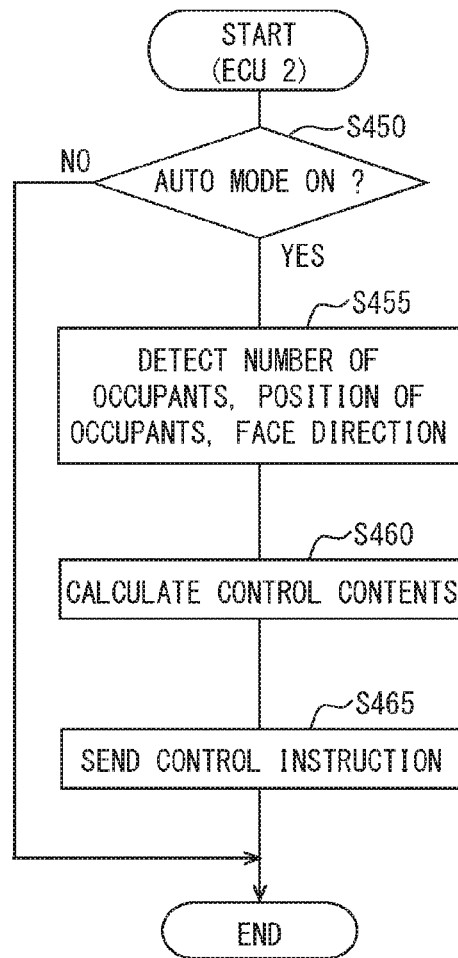 START
(ECU 2)
S450
NO
AUTO MODE ON ?
YES
S455
DETECT NUMBER OF
OCCUPANTS, POSITION OF
OCCUPANTS, FACE DIRECTION
S460
CALCULATE CONTROL CONTENTS
S465
SEND CONTROL INSTRUCTION
END